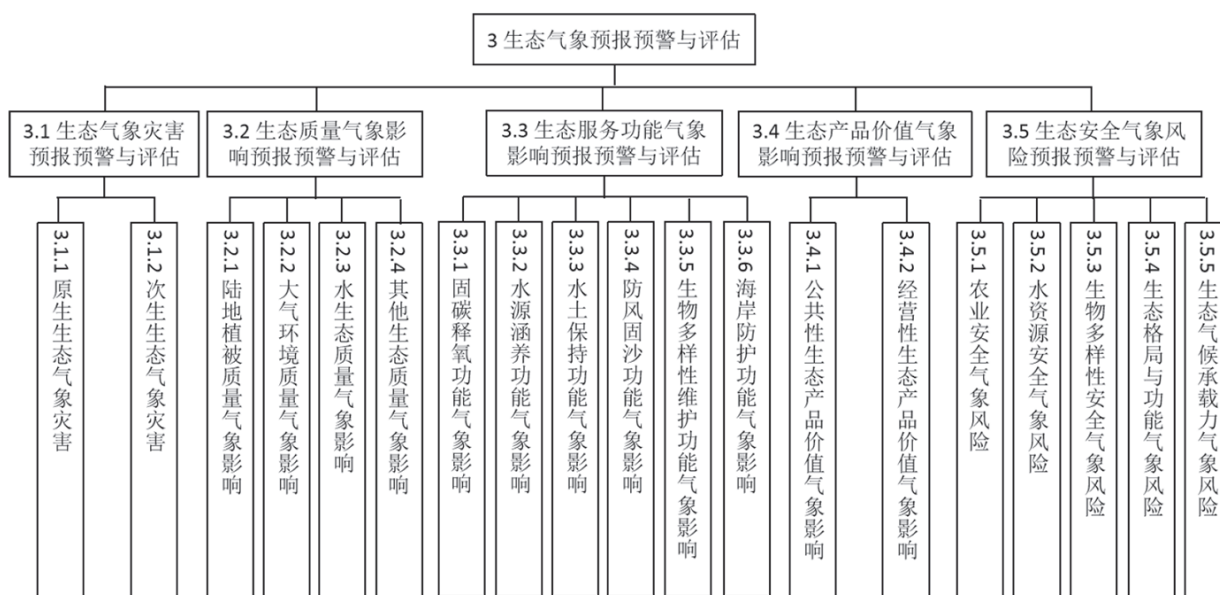 3 生态气象预报预警与评估
3.1 生态气象灾害
预报预警与评估
3.2 生态质量气象影
响预报预警与评估
3.3 生态服务功能气象
影响预报预警与评估
3.4 生态产品价值气象
影响预报预警与评估
3.5 生态安全气象风
险预报预警与评估
3.1.1 原生生态气象灾害
3.1.2 次生生态气象灾害
3.2.1 陆地植被质量气象影响
3.2.2 大气环境质量气象影响
3.2.3 水生态质量气象影响
3.2.4 其他生态质量气象影响
3.3.1 固碳释氧功能气象影响
3.3.2 水源涵养功能气象影响
3.3.3 水土保持功能气象影响
3.3.4 防风固沙功能气象影响
3.3.5 生物多样性维护功能气象影响
3.3.6 海岸防护功能气象影响
3.4.1 公共性生态产品价值气象影响
3.4.2 经营性生态产品价值气象影响
3.5.1 农业安全气象风险
3.5.2 水资源安全气象风险
3.5.3 生物多样性安全气象风险
3.5.4 生态格局与功能气象风险
3.5.5 生态气候承载力气象风险